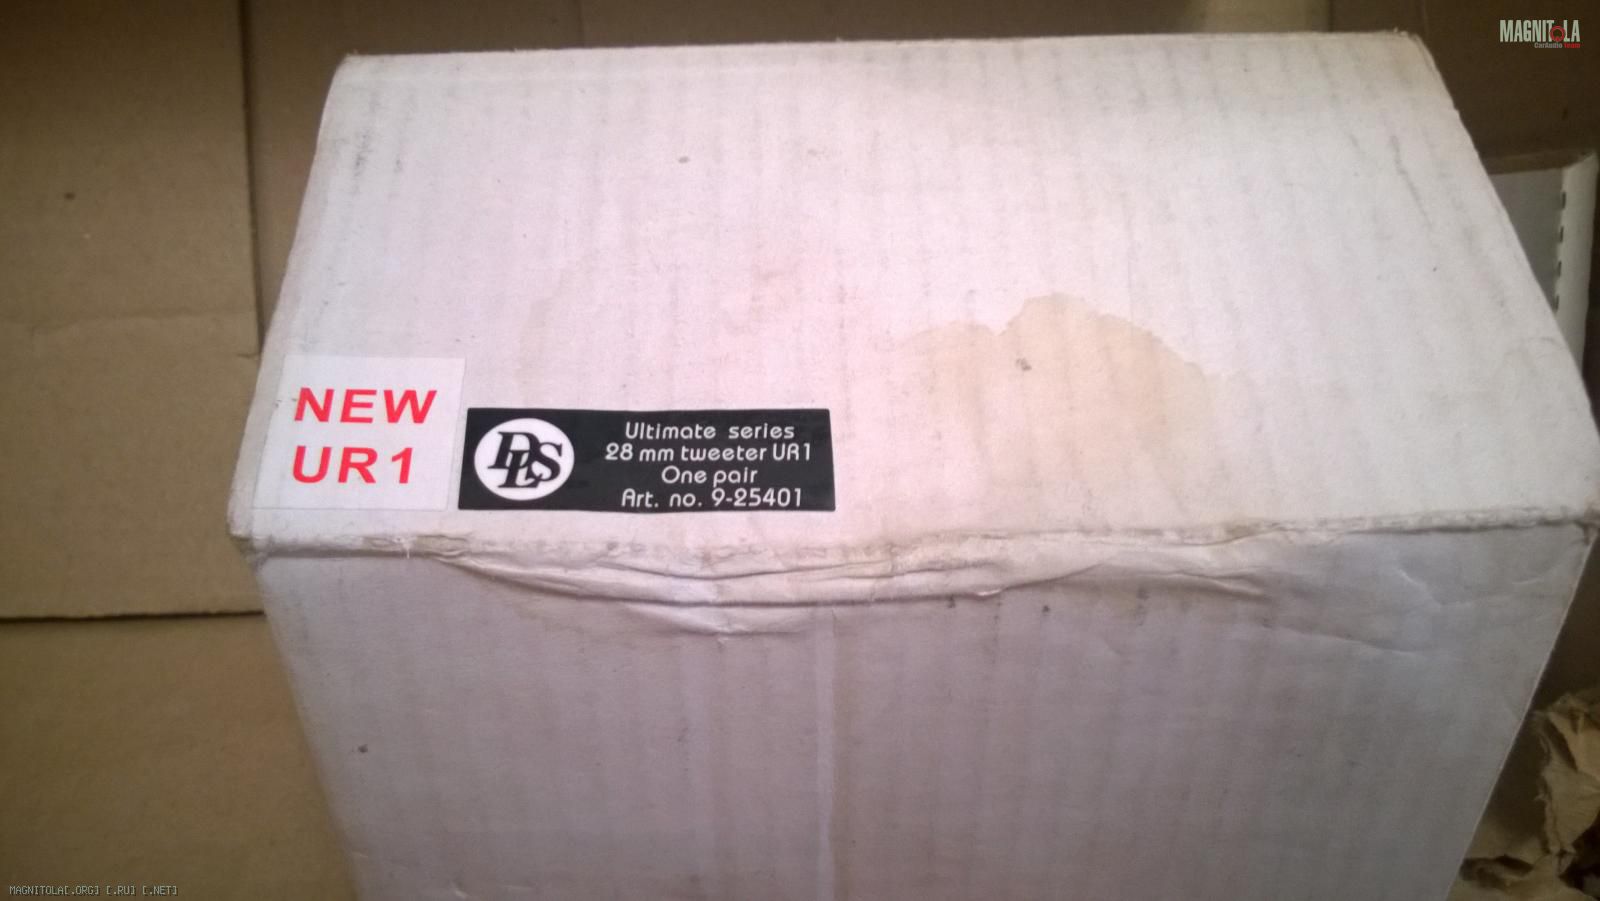 MAGNITOLA
CarAudio Team
NEW
UR1
DLS
Ultimate series
28 mm tweeter UR1
One pair
Art. no. 9-25401
MAGNITOLA[.ORG] [.RU] [.NET]